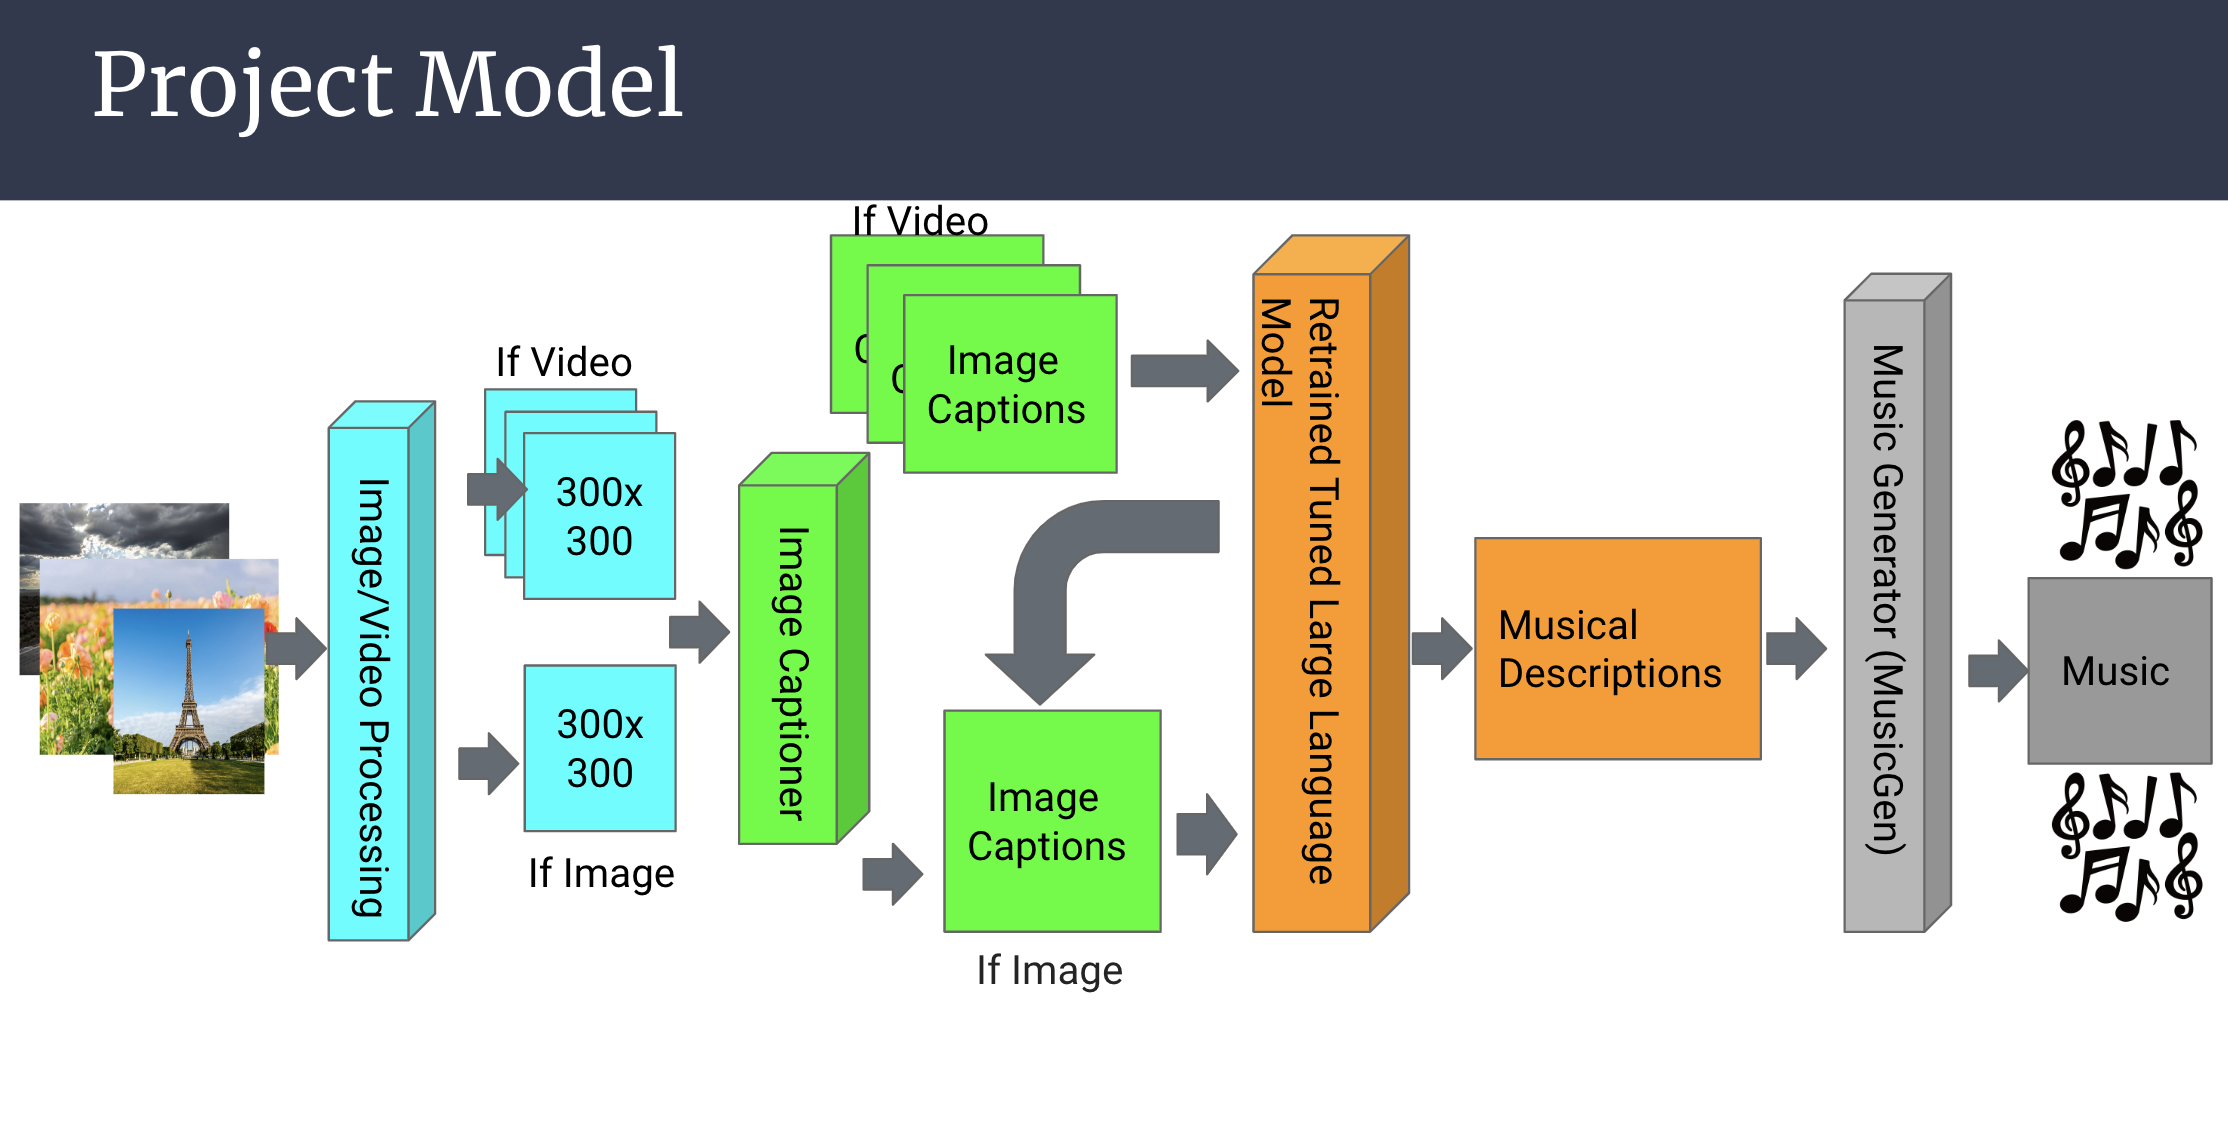 Project Model
If Video
Image
Captions
If Video
300x
300
Image/Video Processing
Image Captioner
300x
300
If Image
Image
Captions
If Image
Retrained Tuned Large Language
Model
Musical
Descriptions
Music Generator (MusicGen)
Music